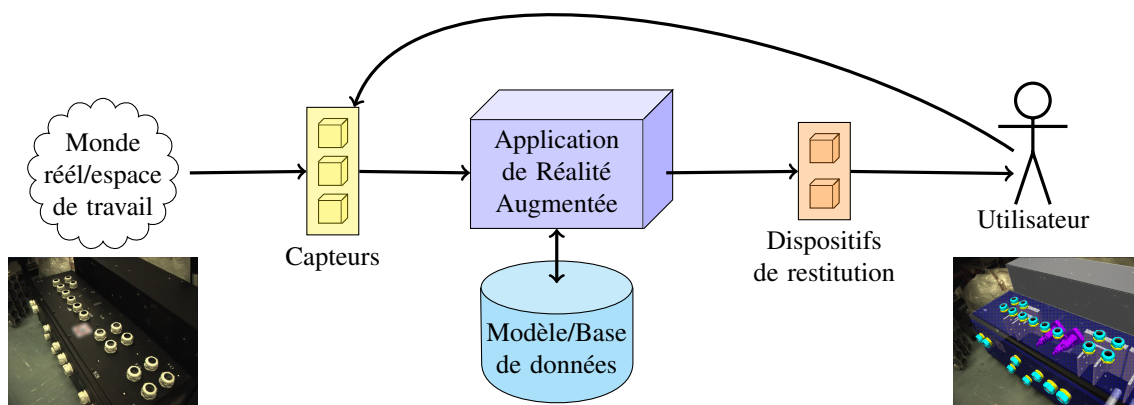 Monde
réél/espace
de travail
Capteurs
Application
de Réalité
Augmentée
Modèle/Base
de données
Dispositifs
de restitution
Utilisateur